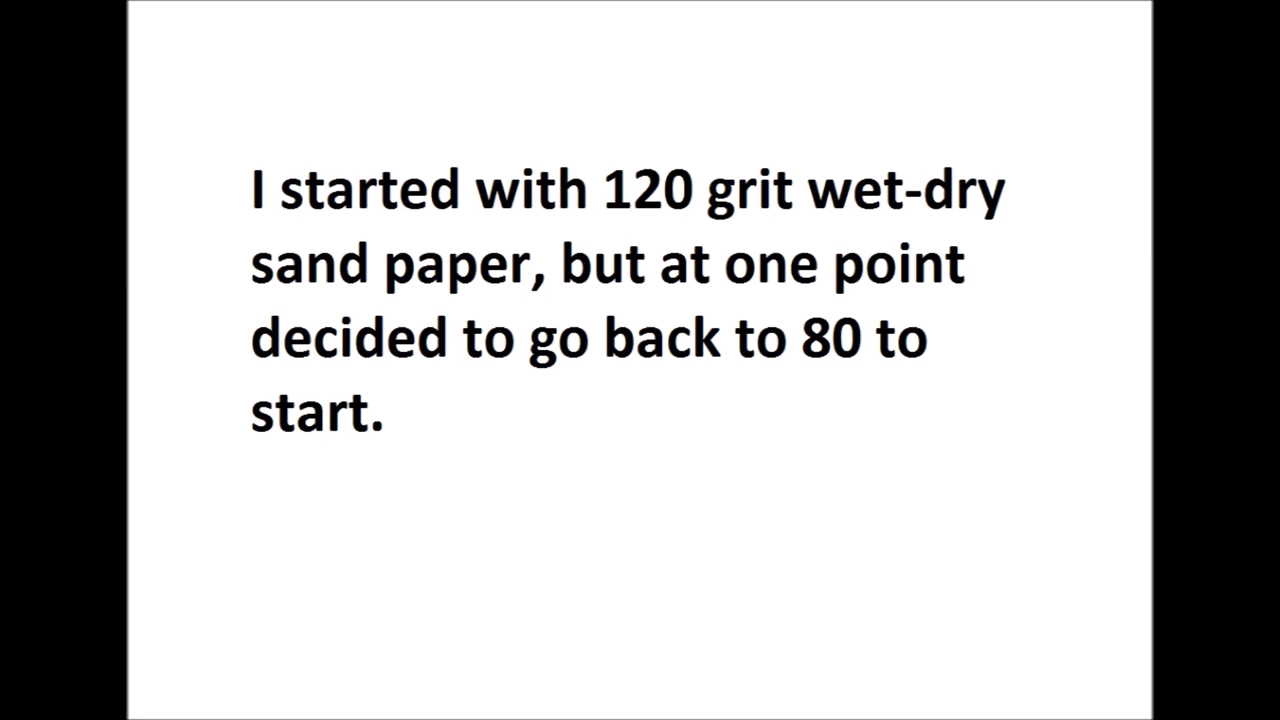 I started with 120 grit wet-dry
sand paper, but at one point
decided to go back to 80 to
start.